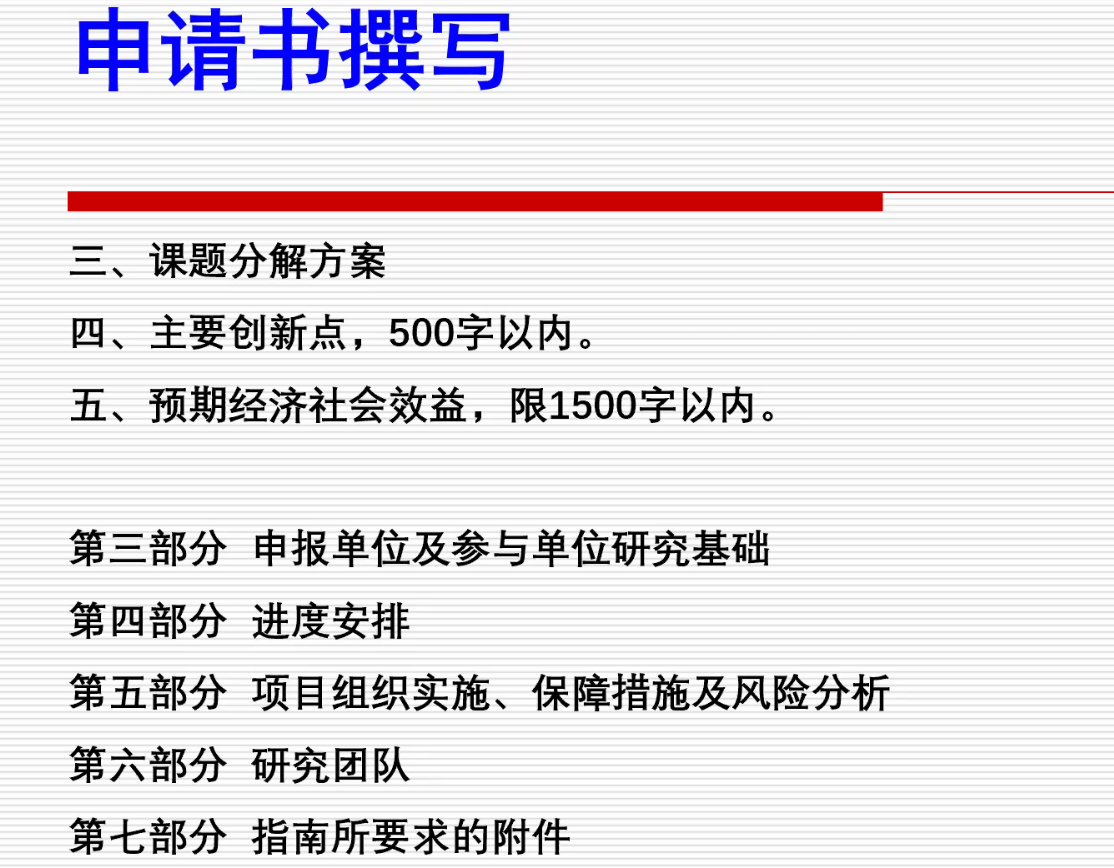 申请书撰写
三、课题分解方案
四、主要创新点，500字以内。
五、预期经济社会效益，限1500字以内。
第三部分 申报单位及参与单位研究基础
第四部分 进度安排
第五部分 项目组织实施、保障措施及风险分析
第六部分 研究团队
第七部分 指南所要求的附件